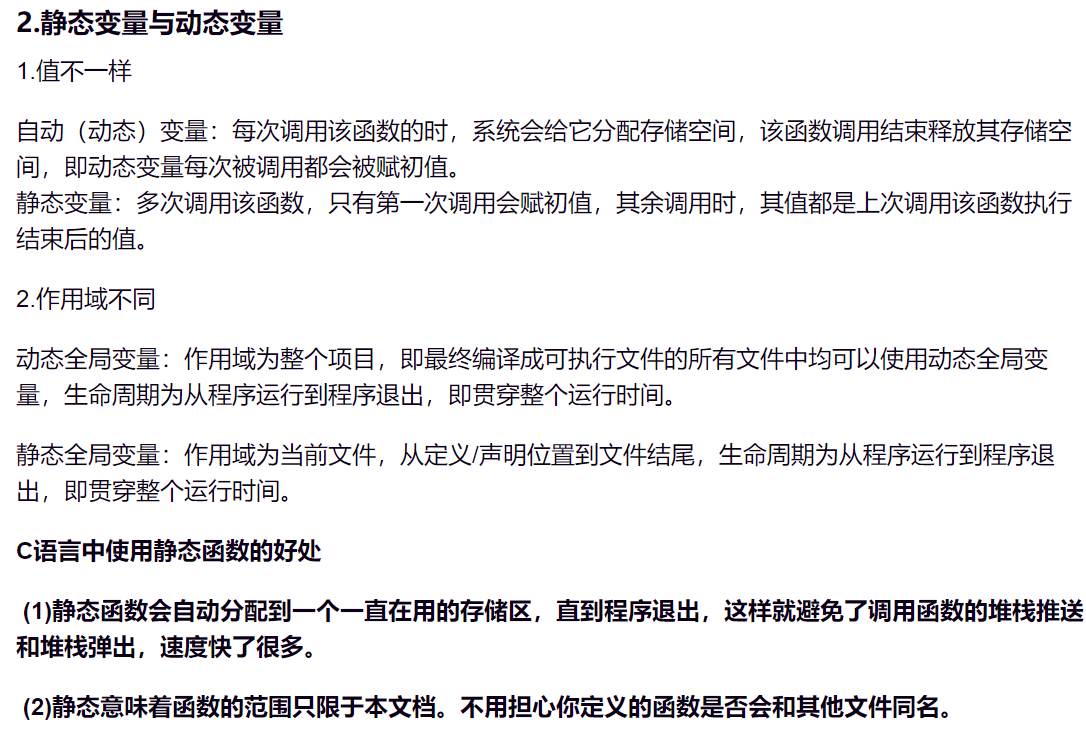 2.静态变量与动态变量
1.值不一样
自动（动态）变量：每次调用该函数的时，系统会给它分配存储空间，该函数调用结束释放其存储空
间，即动态变量每次被调用都会被赋初值。
静态变量：多次调用该函数，只有第一次调用会赋初值，其余调用时，其值都是上次调用该函数执行
结束后的值。
2.作用域不同
动态全局变量：作用域为整个项目，即最终编译成可执行文件的所有文件中均可以使用动态全局变
量，生命周期为从程序运行到程序退出，即贯穿整个运行时间。
静态全局变量：作用域为当前文件，从定义/声明位置到文件结尾，生命周期为从程序运行到程序退
出，即贯穿整个运行时间。
C语言中使用静态函数的好处
(1)静态函数会自动分配到一个一直在用的存储区，直到程序退出，这样就避免了调用函数的堆栈推送
和堆栈弹出，速度快了很多。
(2)静态意味着函数的范围只限于本文档。不用担心你定义的函数是否会和其他文件同名。